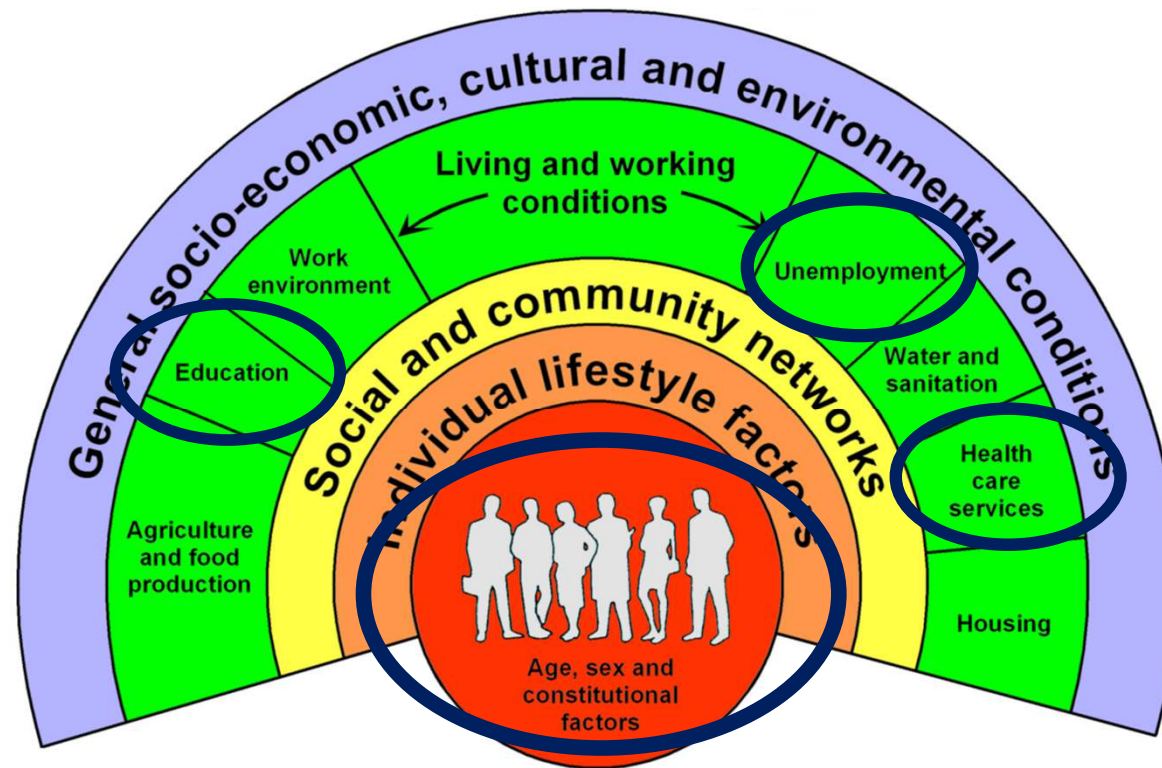 General socio-economic, cultural and environmental conditions
Living and working
conditions
Work
environment
Unemployment
Education
Water and
sanitation
Agriculture
and food
production
Health
care
services
Housing
Social and community networks
Individual lifestyle factors
Age, sex and
constitutional
factors